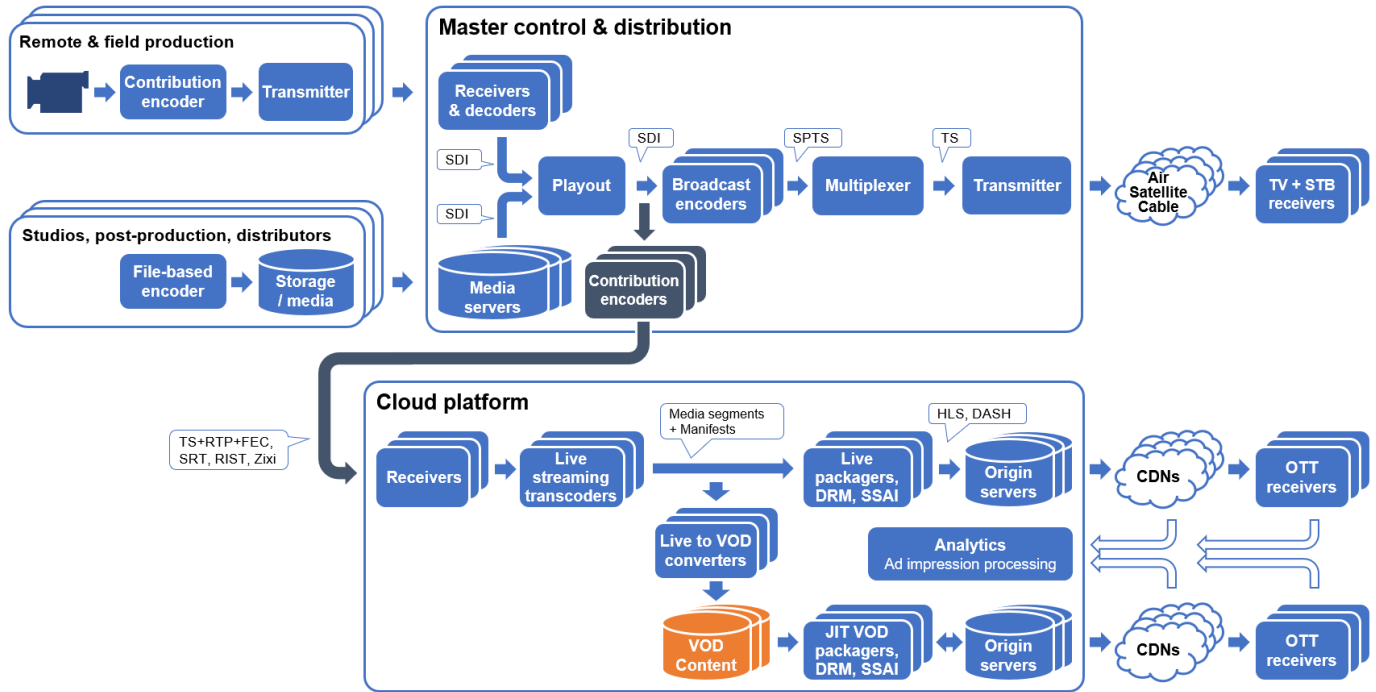 Remote & field production
Contribution
encoder
Transmitter
Studios, post-production, distributors
File-based
encoder
Storage
/ media
Master control & distribution
Receivers
& decoders
SDI
SDI
Playout
SDI
Broadcast
encoders
SPTS
Multiplexer
TS
Transmitter
Media
servers
Contribution
encoders
Air
Satellite
Cable
TV + STB
receivers
TS+RTP+FEC,
SRT, RIST, Zixi
Cloud platform
Receivers
Live
streaming
transcoders
Media segments
+ Manifests
Live
packagers,
DRM, SSAI
HLS, DASH
Origin
servers
CDNs
OTT
receivers
Live to VOD
converters
Analytics
Ad impression processing
VOD
Content
JIT VOD
packagers,
DRM, SSAI
Origin
servers
CDNs
OTT
receivers